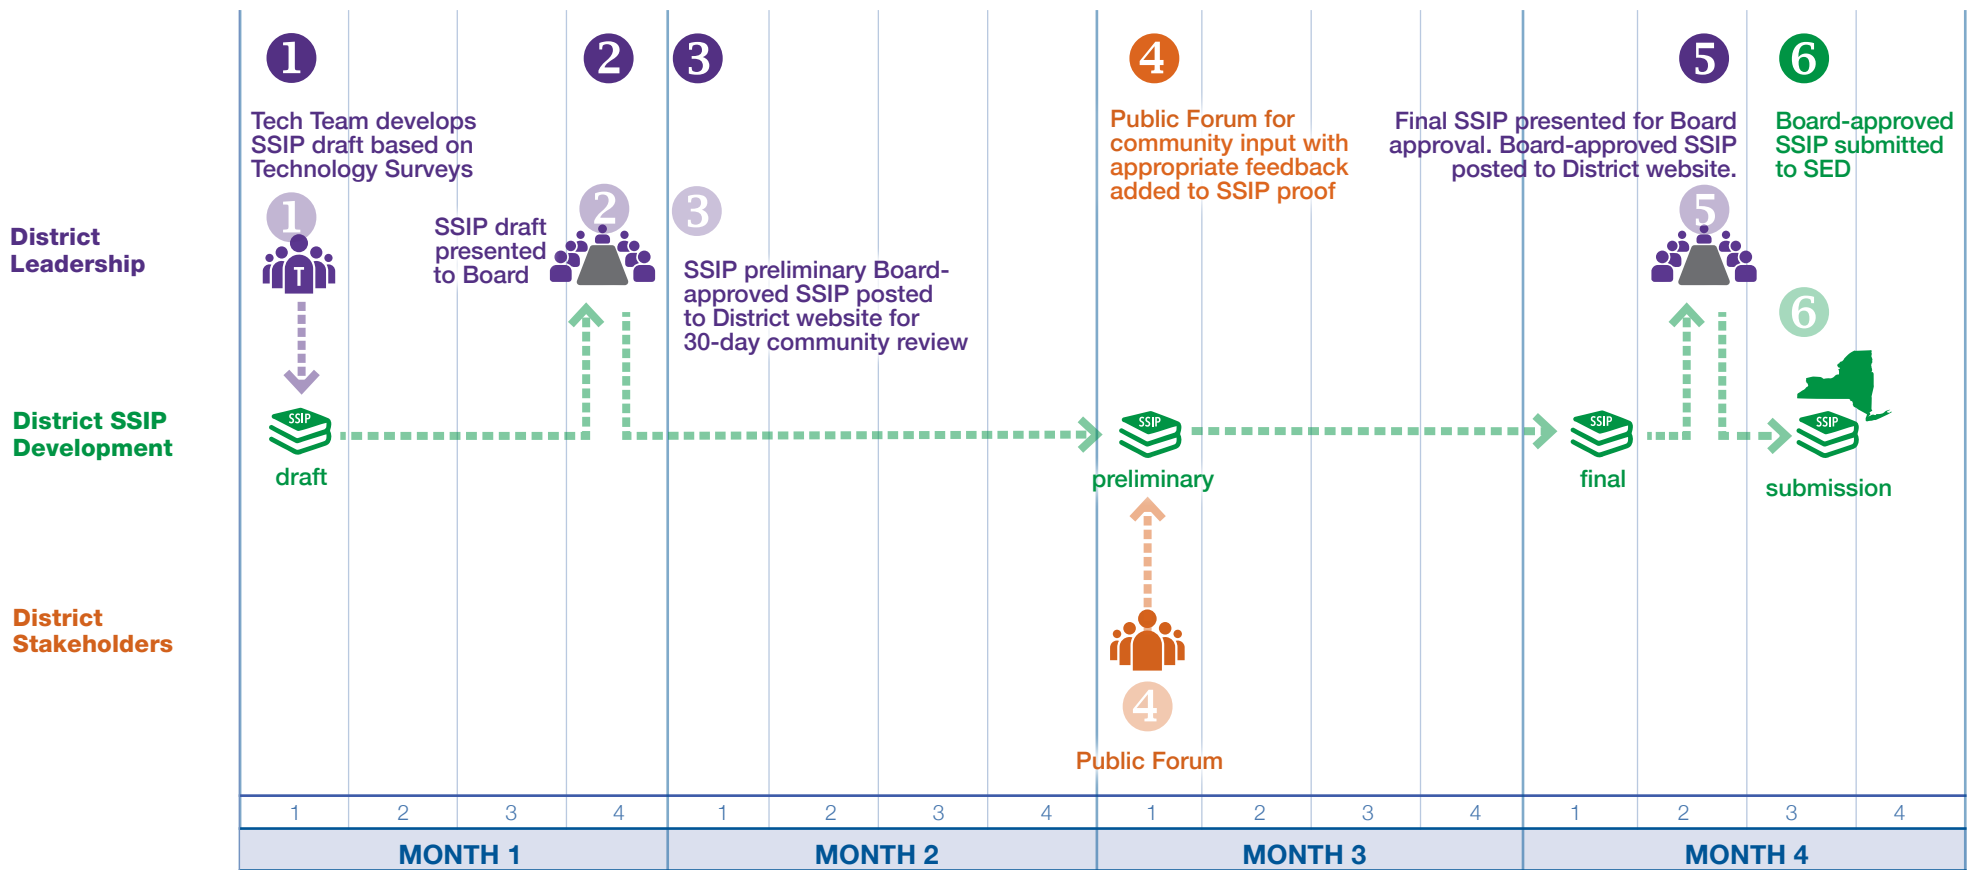 1
2
3
4
5
6
Tech Team develops
SSIP draft based on
Technology Surveys
Public Forum for
community input with
appropriate feedback
added to SSIP proof
Final SSIP presented for Board
approval. Board-approved SSIP
posted to District website.
Board-approved
SSIP submitted
to SED
District
Leadership
1
T
SSIP draft
presented
to Board
2
3
SSIP preliminary Board-
approved SSIP posted
to District website for
30-day community review
5
6
District SSIP
Development
SSIP
draft
SSIP
preliminary
SSIP
final
SSIP
submission
District
Stakeholders
4
Public Forum
1 2 3 4 1 2 3 4 1 2 3 4 1 2 3 4
MONTH 1 MONTH 2 MONTH 3 MONTH 4